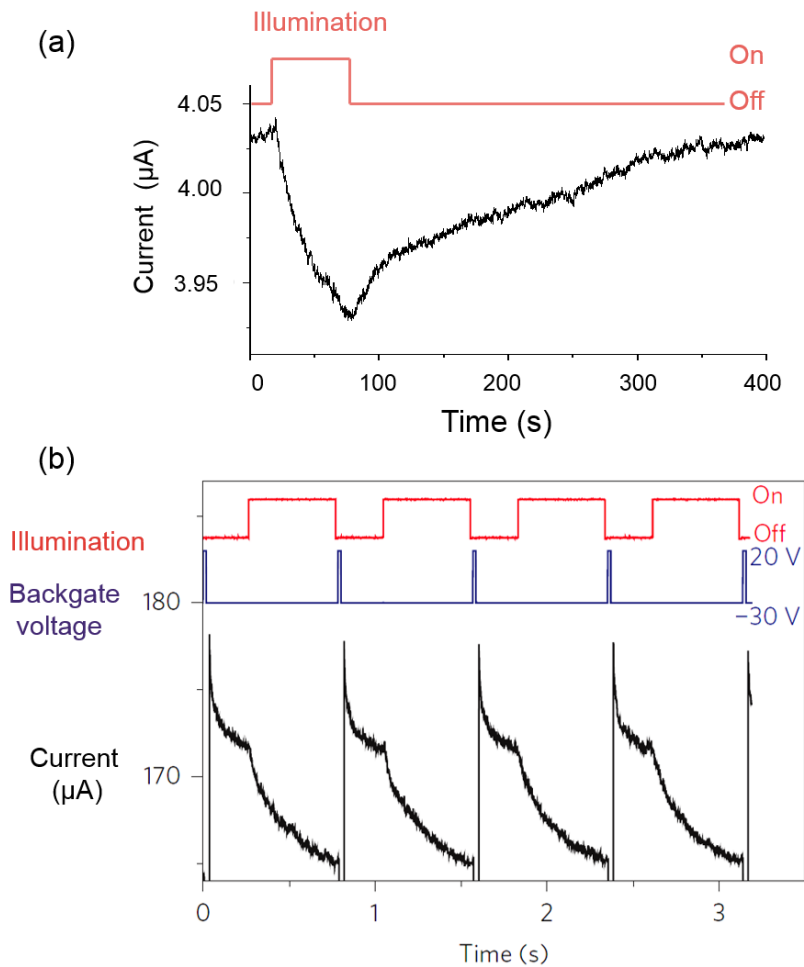 (a)
Illumination
On
Off
4.05
4.00
3.95
Current (µA)
0 100 200 300 400
Time (s)
(b)
Illumination
On
Off
Backgate
voltage
20 V
−30 V
180
170
Current
(µA)
0 1 2 3
Time (s)